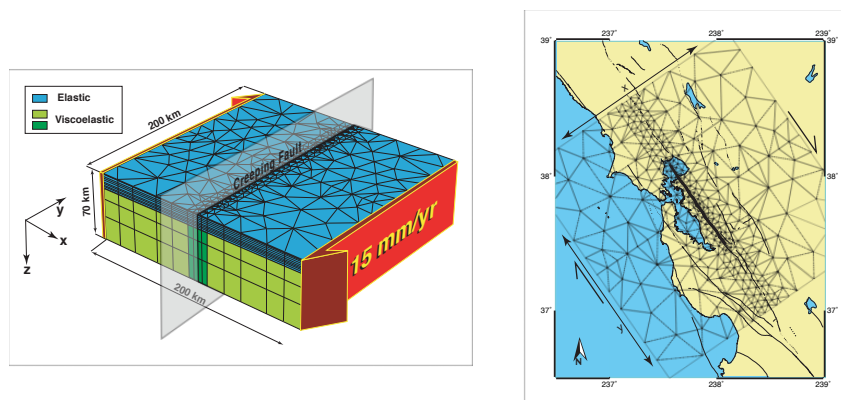 Elastic
Viscoelastic
200 km
Creeping Fault
70 km
y
x
z
15 mm/yr
200 km
237˚
238˚
239˚
39˚
39˚
x
38˚
38˚
37˚
37˚
y
N
237˚
238˚
239˚